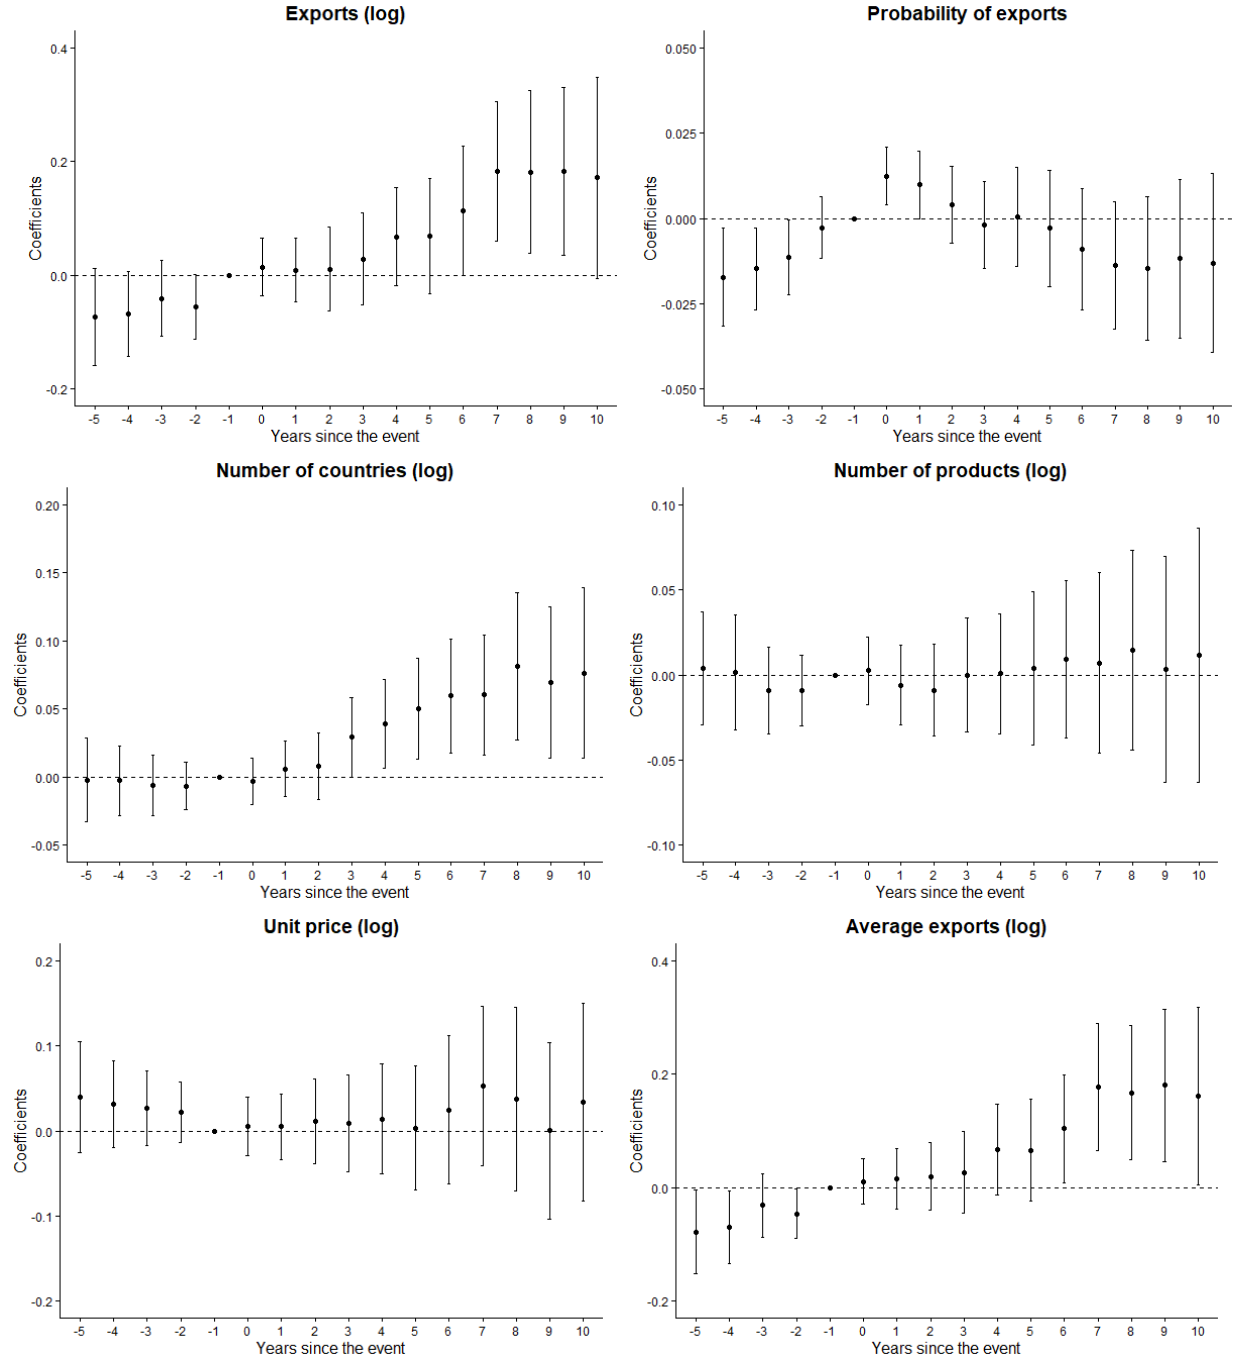 Exports (log)
0.4
0.2
0.0
-0.2
Coefficients
-5 -4 -3 -2 -1 0 1 2 3 4 5 6 7 8 9 10
Years since the event
Probability of exports
0.050
0.025
0.000
-0.025
-0.050
Coefficients
-5 -4 -3 -2 -1 0 1 2 3 4 5 6 7 8 9 10
Years since the event
Number of countries (log)
0.20
0.15
0.10
0.05
0.00
-0.05
Coefficients
-5 -4 -3 -2 -1 0 1 2 3 4 5 6 7 8 9 10
Years since the event
Number of products (log)
0.10
0.05
0.00
-0.05
-0.10
Coefficients
-5 -4 -3 -2 -1 0 1 2 3 4 5 6 7 8 9 10
Years since the event
Unit price (log)
0.2
0.1
0.0
-0.1
-0.2
Coefficients
-5 -4 -3 -2 -1 0 1 2 3 4 5 6 7 8 9 10
Years since the event
Average exports (log)
0.4
0.2
0.0
-0.2
Coefficients
-5 -4 -3 -2 -1 0 1 2 3 4 5 6 7 8 9 10
Years since the event